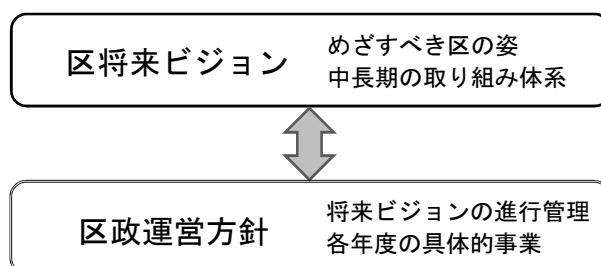 区将来ビジョン
めざすべき区の姿
中長期の取り組み体系
区政運営方針
将来ビジョンの進行管理
各年度の具体的事業